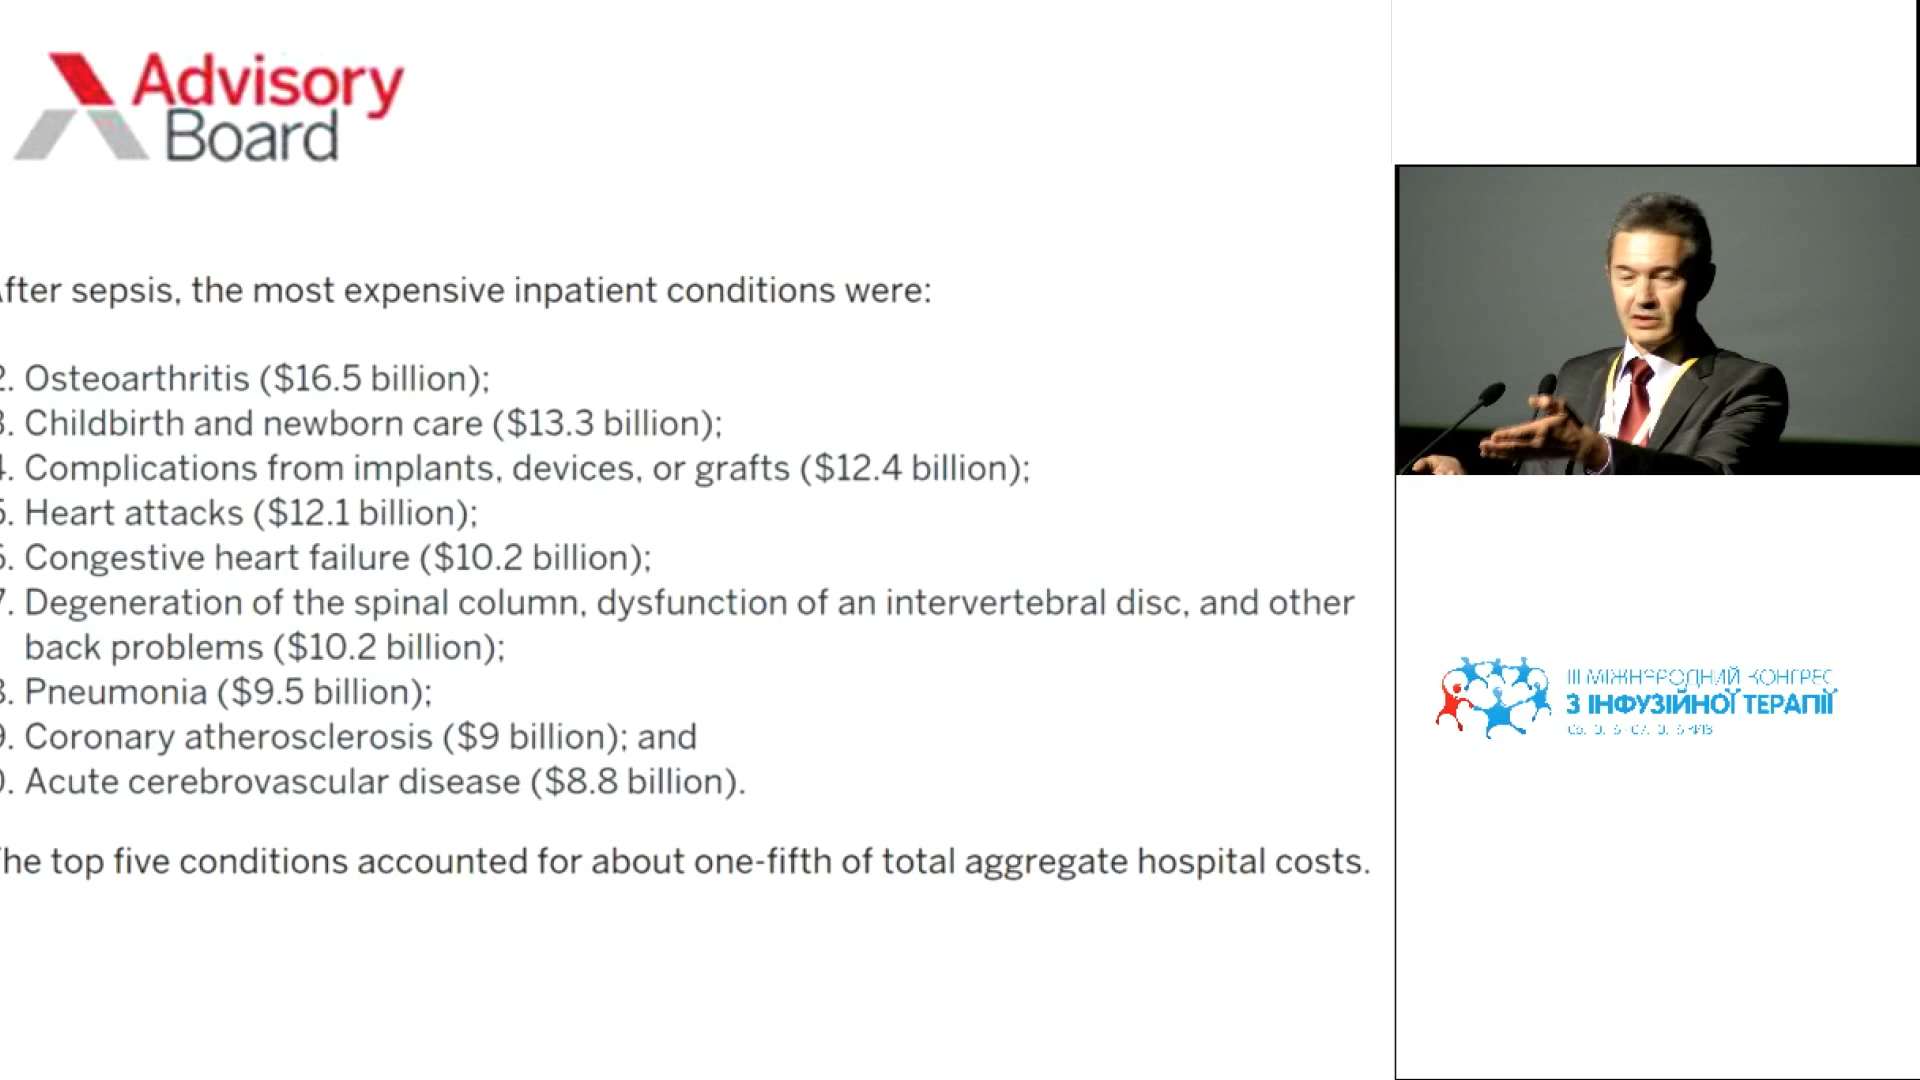 Advisory
Board
fter sepsis, the most expensive inpatient conditions were:
2. Osteoarthritis ($16.5 billion);
3. Childbirth and newborn care ($13.3 billion);
4. Complications from implants, devices, or grafts ($12.4 billion);
5. Heart attacks ($12.1 billion);
6. Congestive heart failure ($10.2 billion);
7. Degeneration of the spinal column, dysfunction of an intervertebral disc, and other
back problems ($10.2 billion);
8. Pneumonia ($9.5 billion);
9. Coronary atherosclerosis ($9 billion); and
0. Acute cerebrovascular disease ($8.8 billion).
he top five conditions accounted for about one-fifth of total aggregate hospital costs.
III МІЖНАРОДНИЙ КОНГРЕС
З ІНФУЗІЙНОЇ ТЕРАПІЇ